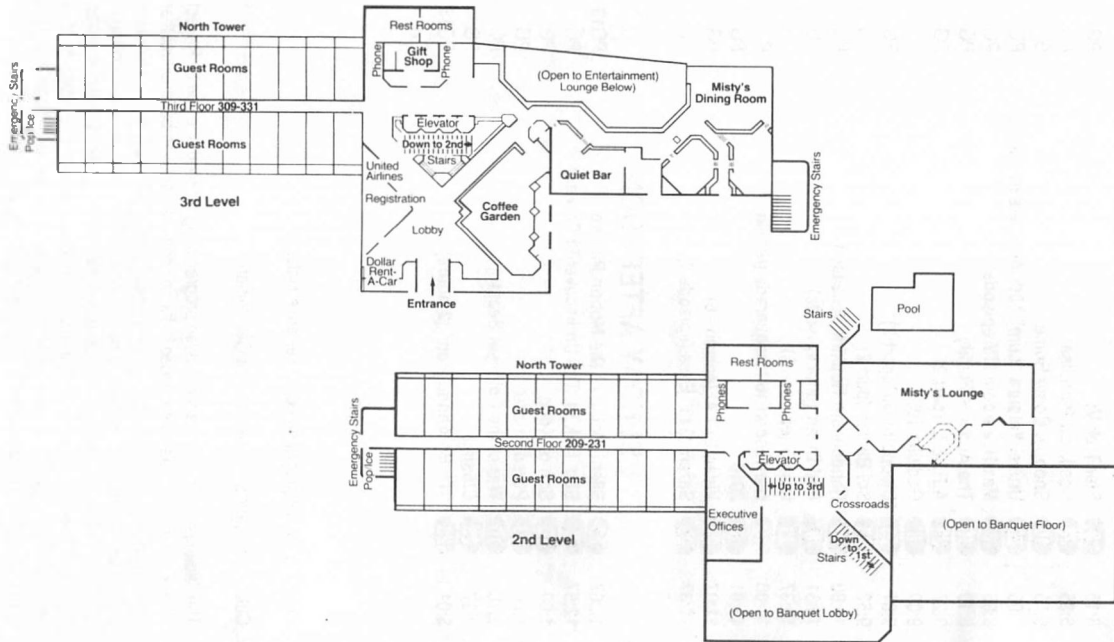 North Tower
Guest Rooms
Third Floor 309-331
Guest Rooms
Emergency Stairs
Pop Ice
3rd Level
Rest Rooms
Phone
Gift
Shop
Phone
Elevator
Down to 2nd
Stairs
United
Airlines
Registration
Lobby
Dollar
Rent-
A-Car
Entrance
Coffee
Garden
(Open to Entertainment)
Lounge Below)
Misty's
Dining Room
Quiet Bar
Emergency Stairs
North Tower
Guest Rooms
Second Floor 209-231
Guest Rooms
Emergency Stairs
Pop Ice
2nd Level
Rest Rooms
Phones
Phones
Elevator
Up to 3rd
Executive
Offices
Crossroads
Down
to
1st
Stairs
(Open to Banquet Lobby)
Stairs
Pool
Misty's Lounge
(Open to Banquet Floor)